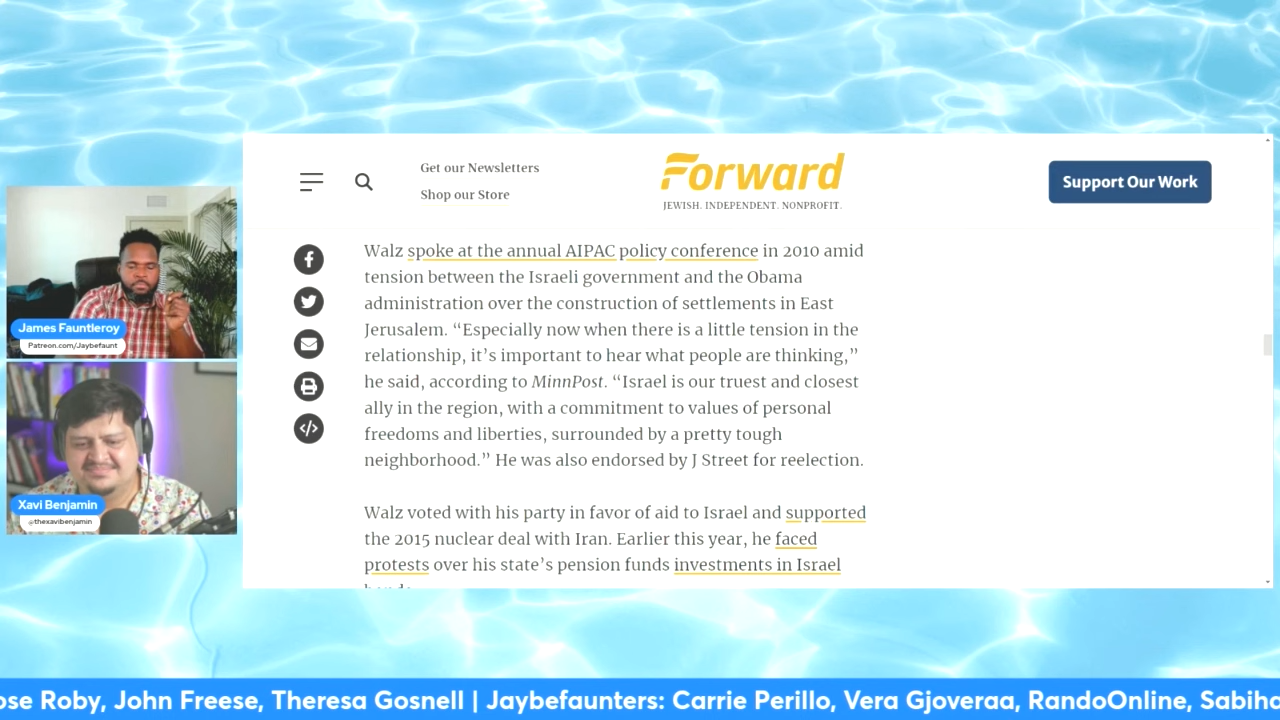 Get our Newsletters
Shop our Store
Forward
JEWISH. INDEPENDENT. NONPROFIT.
Support Our Work
Walz spoke at the annual AIPAC policy conference in 2010 amid
tension between the Israeli government and the Obama
administration over the construction of settlements in East
Jerusalem. “Especially now when there is a little tension in the
relationship, it’s important to hear what people are thinking,”
he said, according to MinnPost. “Israel is our truest and closest
ally in the region, with a commitment to values of personal
freedoms and liberties, surrounded by a pretty tough
neighborhood.” He was also endorsed by J Street for reelection.
Walz voted with his party in favor of aid to Israel and supported
the 2015 nuclear deal with Iran. Earlier this year, he faced
protests over his state’s pension funds investments in Israel
James Fauntleroy
Patreon.com/Jaybefaunt
Xavi Benjamin
@thexavibenjamin
Roby, John Freese, Theresa Gosnell | Jaybefaunters: Carrie Perillo, Vera Gjoveraa, RandoOnline,